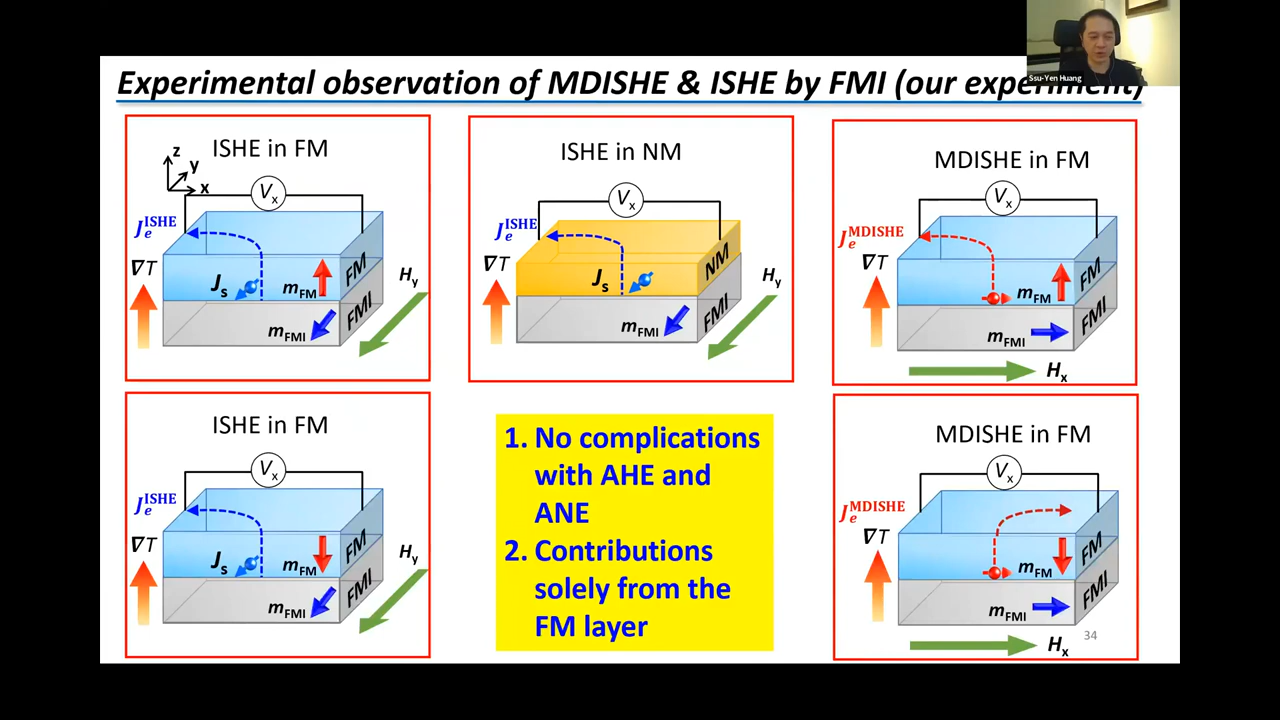 Ssu-Yen Huang
Experimental observation of MDISHE & ISHE by FMI (our experiment)
ISHE in FM
z
y
x
Vx
JeISHE
∇T
Js
mFM
FM
mFMI
FMI
Hy
ISHE in NM
Vx
JeISHE
∇T
Js
NM
mFMI
FMI
Hy
MDISHE in FM
Vx
JeMDISHE
∇T
mFM
FM
mFMI
FMI
Hx
ISHE in FM
Vx
JeISHE
∇T
Js
mFM
FM
mFMI
FMI
Hy
1. No complications
with AHE and
ANE
2. Contributions
solely from the
FM layer
MDISHE in FM
Vx
JeMDISHE
∇T
mFM
FM
mFMI
FMI
Hx
34